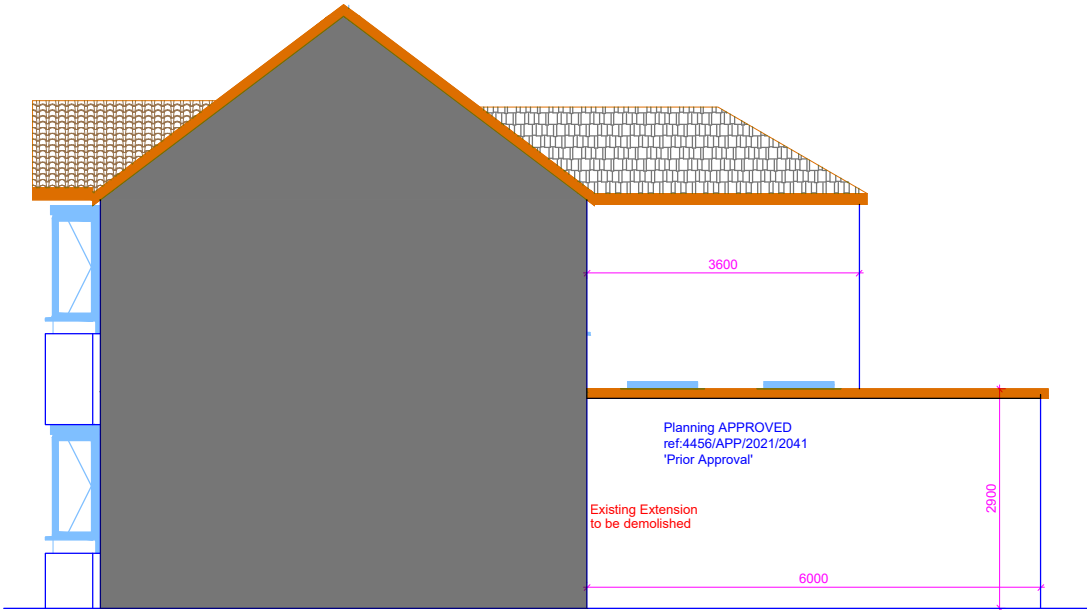 3600
Planning APPROVED
ref:4456/APP/2021/2041
'Prior Approval'
2900
Existing Extension
to be demolished
6000